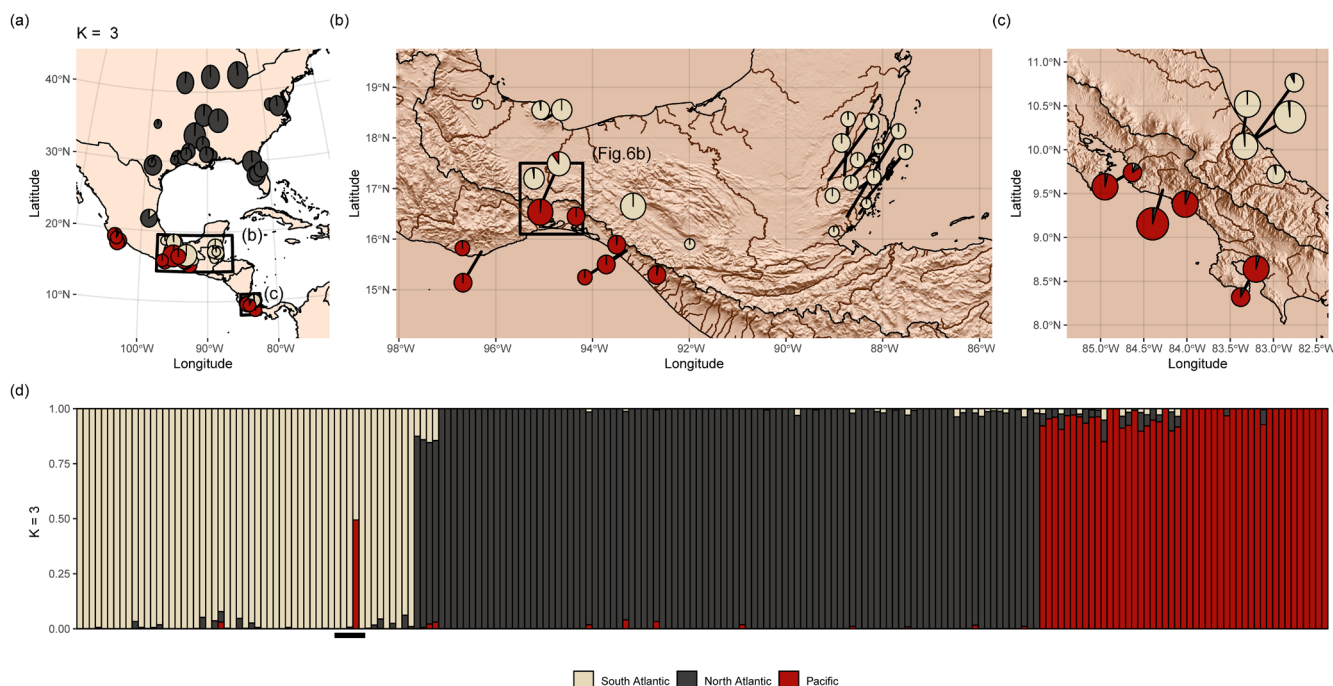 (a)
K = 3
40°N
30°N
20°N
10°N
Latitude
(b)
(c)
100°W 90°W 80°W
Longitude
(b)
19°N
18°N
17°N
16°N
15°N
Latitude
(Fig.6b)
98°W 96°W 94°W 92°W 90°W 88°W 86°W
Longitude
(c)
11.0°N
10.5°N
10.0°N
9.5°N
9.0°N
8.5°N
8.0°N
Latitude
85.0°W 84.5°W 84.0°W 83.5°W 83.0°W 82.5°W
Longitude
(d)
1.00
0.75
0.50
0.25
0.00
K = 3
South Atlantic North Atlantic Pacific